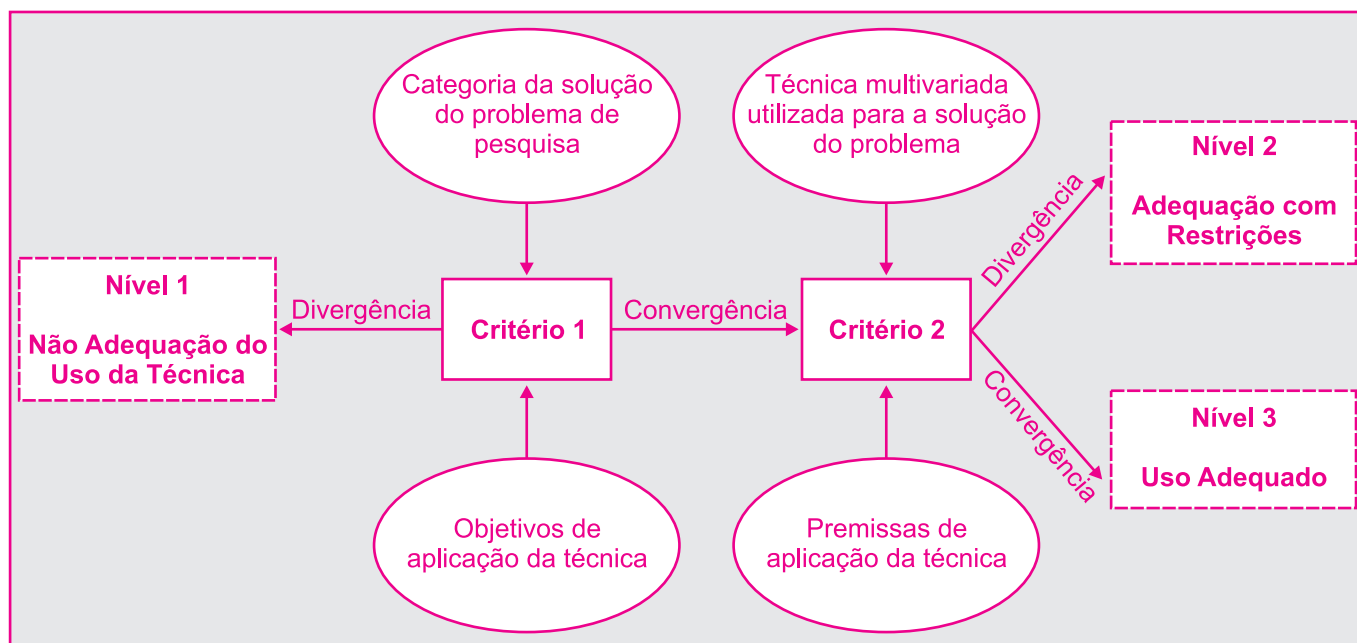 Categoria da solução
do problema de
pesquisa
Técnica multivariada
utilizada para a solução
do problema
Nível 1
Não Adequação do
Uso da Técnica
Divergência
Critério 1
Convergência
Critério 2
Divergência
Nível 2
Adequação com
Restrições
Convergência
Nível 3
Uso Adequado
Objetivos de
aplicação da técnica
Premissas de
aplicação da técnica